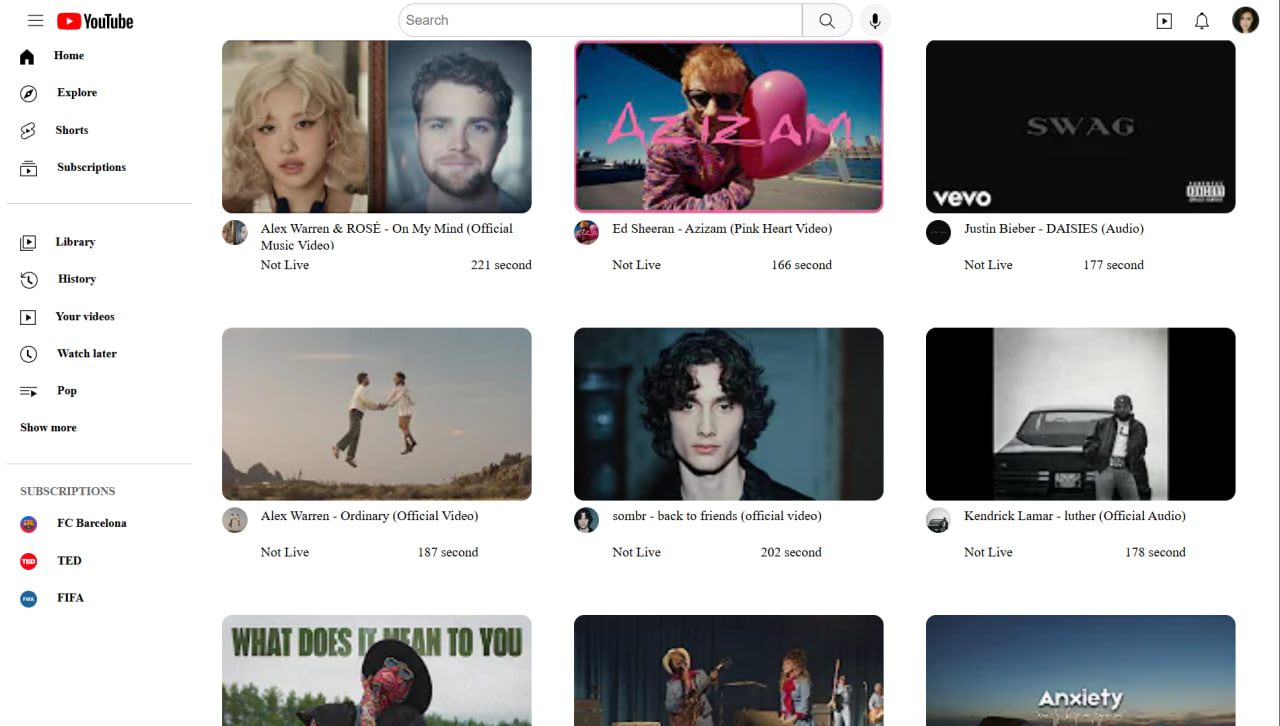 YouTube
Search
Home
Explore
Shorts
Subscriptions
Library
History
Your videos
Watch later
Pop
Show more
SUBSCRIPTIONS
FC Barcelona
TED
TED
FIFA
FIFA
AZIZAM
SWAG
vevo
Alex Warren & ROSÉ - On My Mind (Official
Music Video)
Not Live 221 second
Ed Sheeran - Azizam (Pink Heart Video)
Not Live 166 second
Justin Bieber - DAISIES (Audio)
Not Live 177 second
Alex Warren - Ordinary (Official Video)
Not Live 187 second
sombr - back to friends (official video)
Not Live 202 second
Kendrick Lamar - luther (Official Audio)
Not Live 178 second
WHAT DOES IT MEAN TO YOU
Anxiety